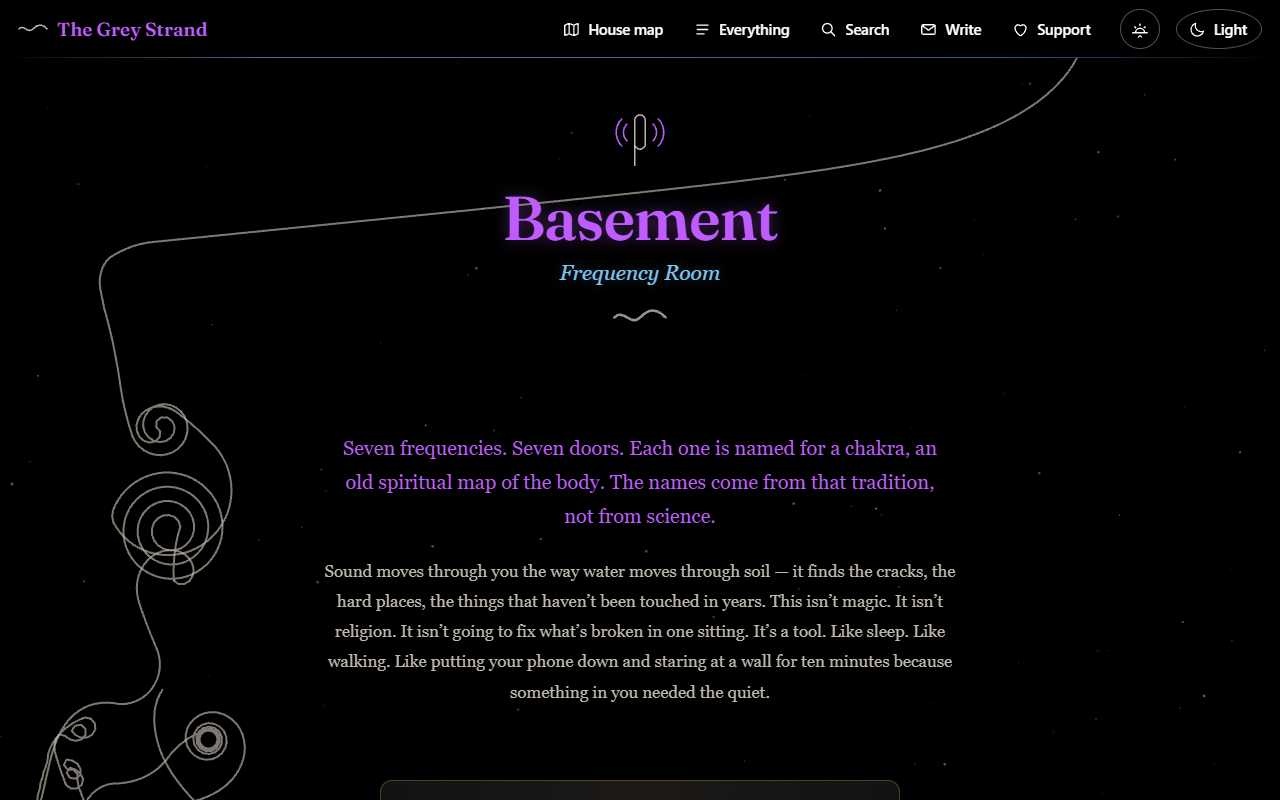 The Grey Strand
House map
Everything
Search
Write
Support
Light
Basement
Frequency Room
Seven frequencies. Seven doors. Each one is named for a chakra, an
old spiritual map of the body. The names come from that tradition,
not from science.
Sound moves through you the way water moves through soil — it finds the cracks, the
hard places, the things that haven’t been touched in years. This isn’t magic. It isn’t
religion. It isn’t going to fix what’s broken in one sitting. It’s a tool. Like sleep. Like
walking. Like putting your phone down and staring at a wall for ten minutes because
something in you needed the quiet.